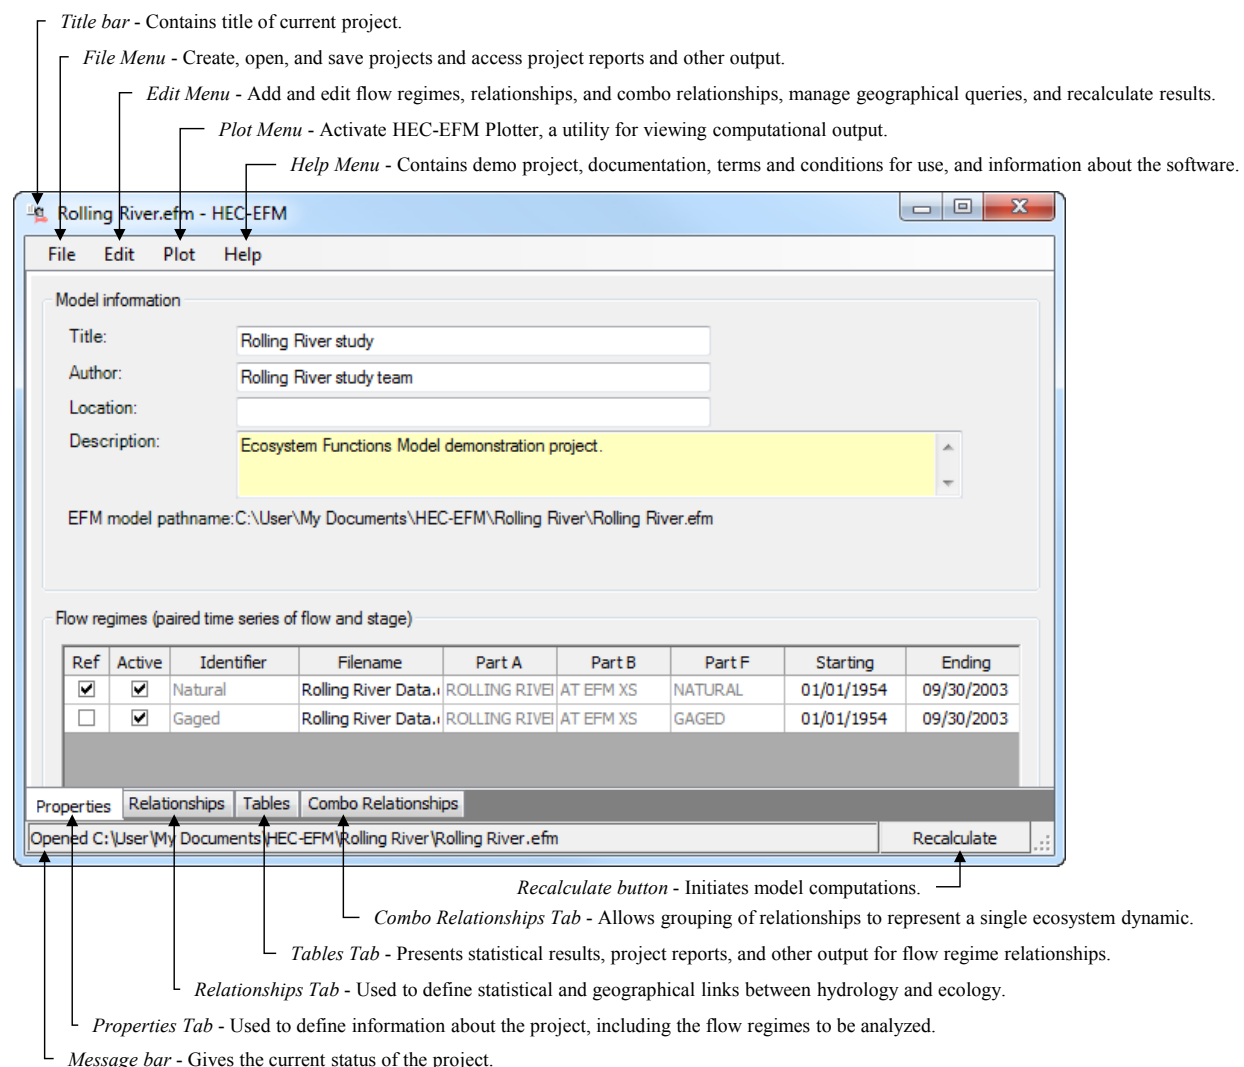 Title bar - Contains title of current project.
File Menu - Create, open, and save projects and access project reports and other output.
Edit Menu - Add and edit flow regimes, relationships, and combo relationships, manage geographical queries, and recalculate results.
Plot Menu - Activate HEC-EFM Plotter, a utility for viewing computational output.
Help Menu - Contains demo project, documentation, terms and conditions for use, and information about the software.
Rolling River.efm - HEC-EFM
File Edit Plot Help
Model information
Title: Rolling River study
Author: Rolling River study team
Location:
Description: Ecosystem Functions Model demonstration project.
EFM model pathname:C:\User\My Documents\HEC-EFM\Rolling River\Rolling River.efm
Flow regimes (paired time series of flow and stage)
Ref Active Identifier Filename Part A Part B Part F Starting Ending
Natural Rolling River Data. ROLLING RIVE AT EFM XS NATURAL 01/01/1954 09/30/2003
Gaged Rolling River Data. ROLLING RIVE AT EFM XS GAGED 01/01/1954 09/30/2003
Properties Relationships Tables Combo Relationships
Opened C:\User\My Documents\HEC-EFM\Rolling River\Rolling River.efm Recalculate
Recalculate button - Initiates model computations.
Combo Relationships Tab - Allows grouping of relationships to represent a single ecosystem dynamic.
Tables Tab - Presents statistical results, project reports, and other output for flow regime relationships.
Relationships Tab - Used to define statistical and geographical links between hydrology and ecology.
Properties Tab - Used to define information about the project, including the flow regimes to be analyzed.
Message bar - Gives the current status of the project.